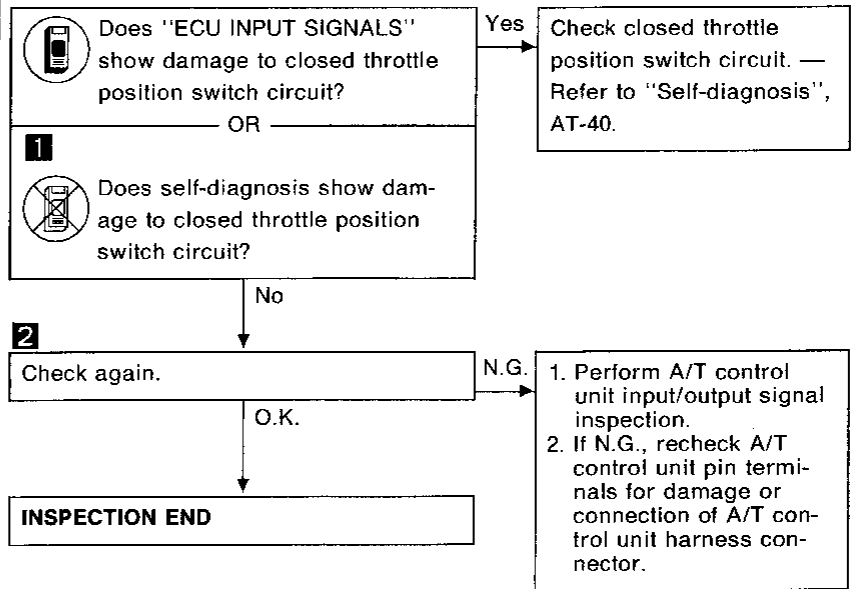 Does "ECU INPUT SIGNALS"
show damage to closed throttle
position switch circuit?
OR
1
Does self-diagnosis show dam-
age to closed throttle position
switch circuit?
Yes
Check closed throttle
position switch circuit. —
Refer to "Self-diagnosis",
AT-40.
No
2
Check again.
N.G.
1. Perform A/T control
unit input/output signal
inspection.
2. If N.G., recheck A/T
control unit pin termi-
nals for damage or
connection of A/T con-
trol unit harness con-
nector.
O.K.
INSPECTION END